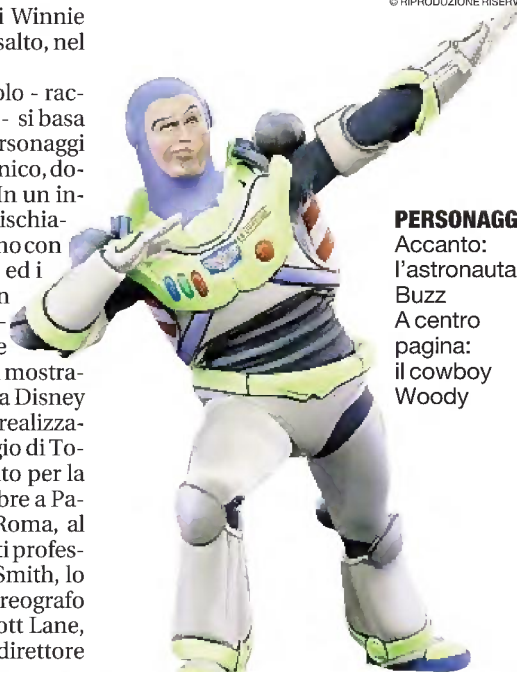 i Winnie
salto, nel
olo - rac-
- si basa
ersonaggi
nico, do-
In un in-
ischia-
no con
ed i
n
-
e
mostra-
a Disney
realizza-
gio di To-
to per la
bre a Pa-
Roma, al
ti profes-
Smith, lo
reografo
ott Lane,
direttore
© RIPRODUZIONE RISERV
PERSONAGG
Accanto:
l'astronauta
Buzz
A centro
pagina:
il cowboy
Woody